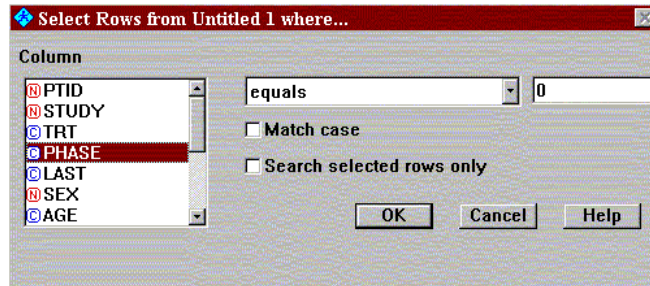 Select Rows from Untitled 1 where...
Column
N PTID
N STUDY
C TRT
C PHASE
C LAST
N SEX
C AGE
equals 0
Match case
Search selected rows only
OK Cancel Help